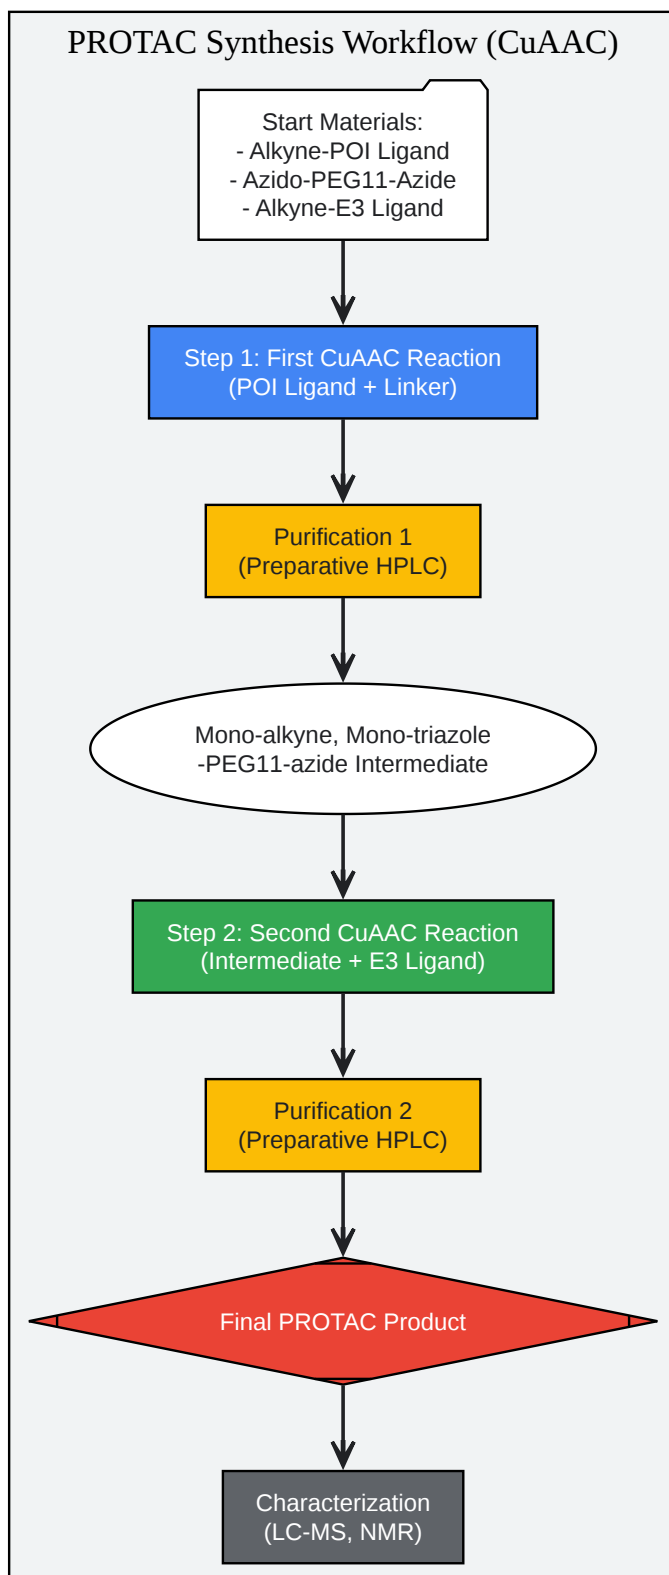 PROTAC Synthesis Workflow (CuAAC)
Start Materials:
- Alkyne-POI Ligand
- Azido-PEG11-Azide
- Alkyne-E3 Ligand
Step 1: First CuAAC Reaction
(POI Ligand + Linker)
Purification 1
(Preparative HPLC)
Mono-alkyne, Mono-triazole
-PEG11-azide Intermediate
Step 2: Second CuAAC Reaction
(Intermediate + E3 Ligand)
Purification 2
(Preparative HPLC)
Final PROTAC Product
Characterization
(LC-MS, NMR)